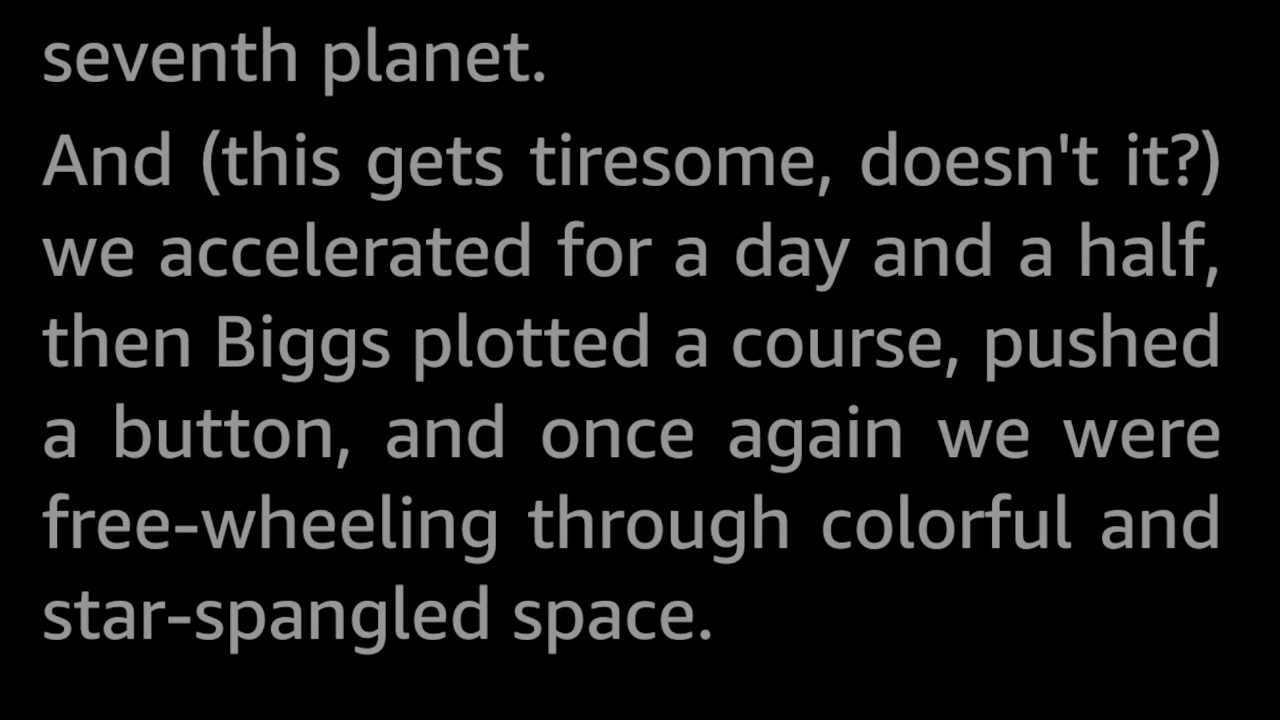 seventh planet.
And (this gets tiresome, doesn't it?)
we accelerated for a day and a half,
then Biggs plotted a course, pushed
a button, and once again we were
free-wheeling through colorful and
star-spangled space.